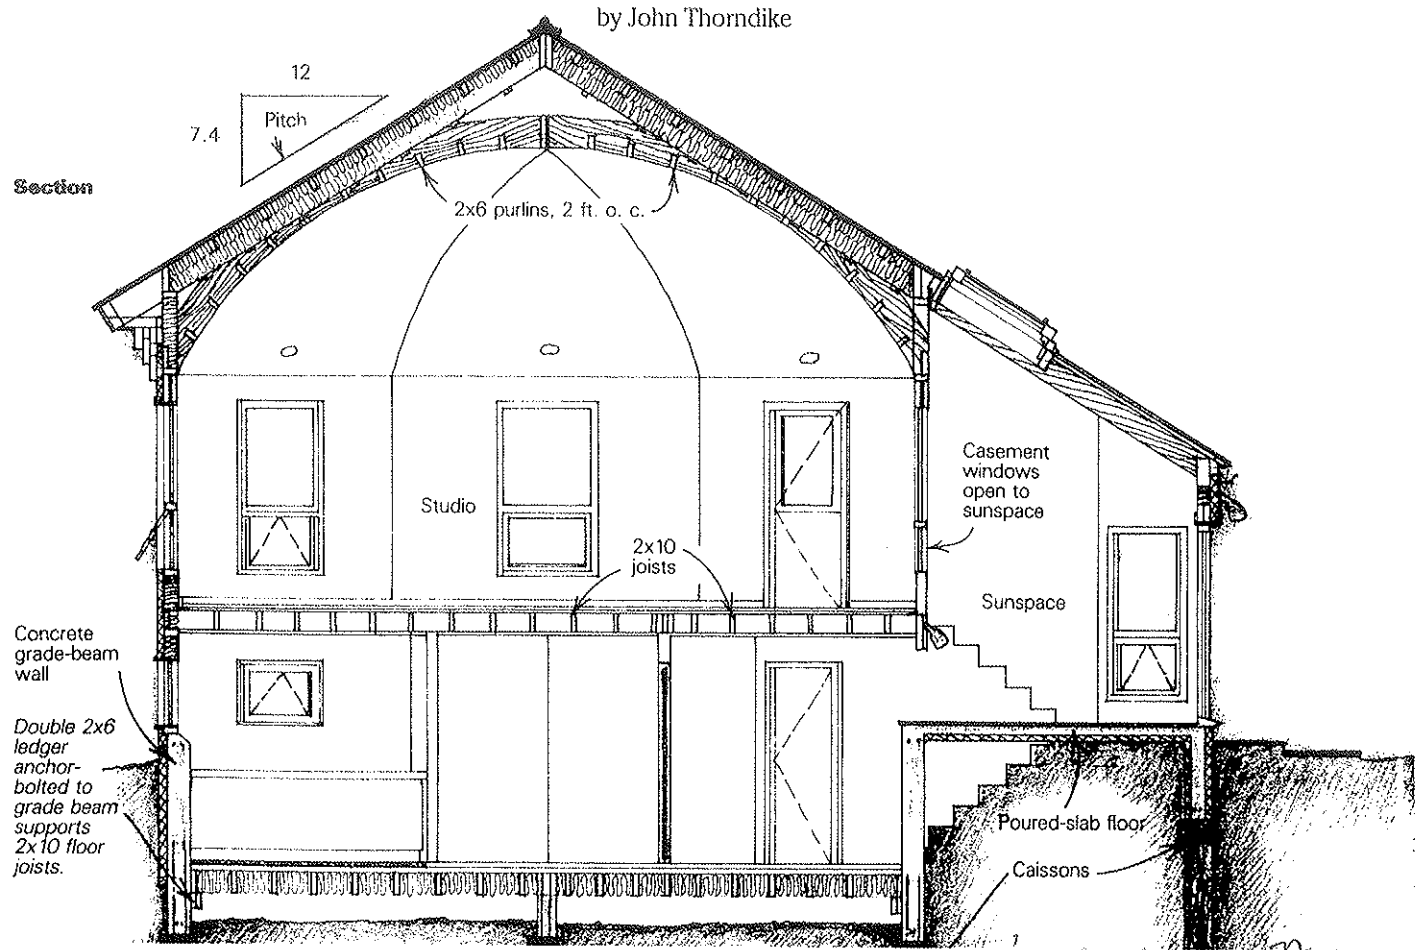 by John Thorndike
12
7.4
Pitch
Section
2x6 purlins, 2 ft. o. c.
Casement
windows
open to
sunspace
Studio
2x10
joists
Sunspace
Concrete
grade-beam
wall
Double 2x6
ledger
anchor-
bolted to
grade beam
supports
2x10 floor
joists.
Poured-slab floor
Caissons